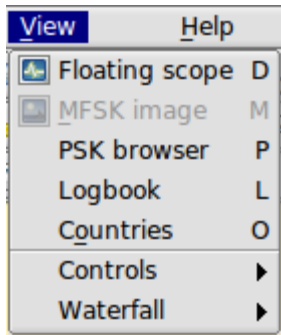 View Help
Floating scope D
MFSK image M
PSK browser P
Logbook L
Countries O
Controls
Waterfall